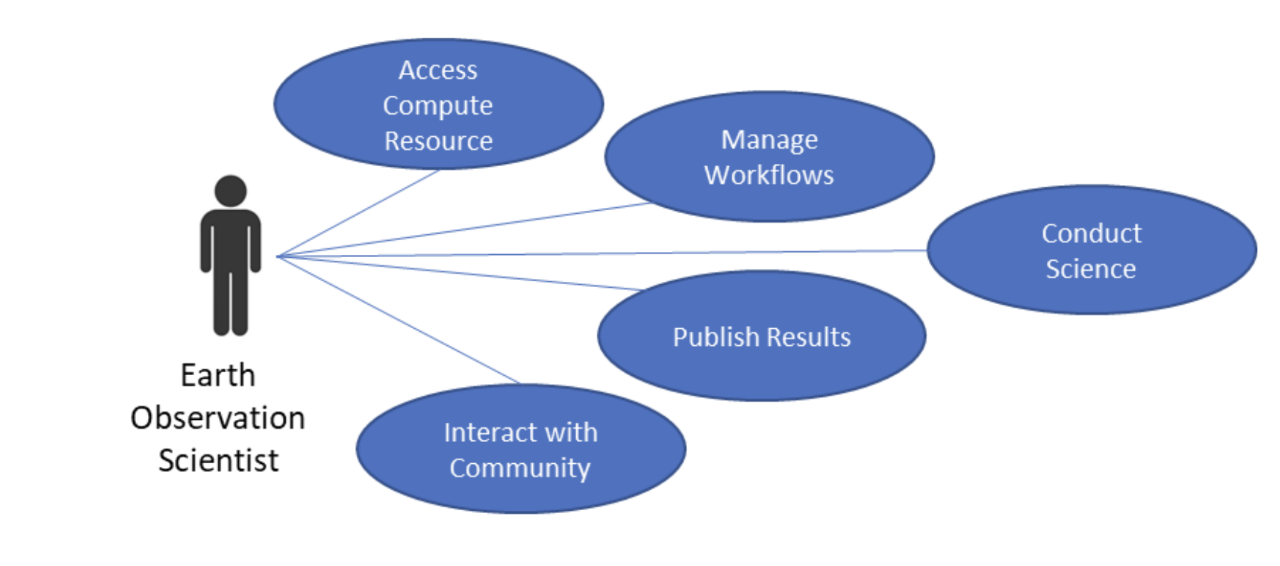 Access
Compute
Resource
Manage
Workflows
Conduct
Science
Publish Results
Interact with
Community
Earth
Observation
Scientist